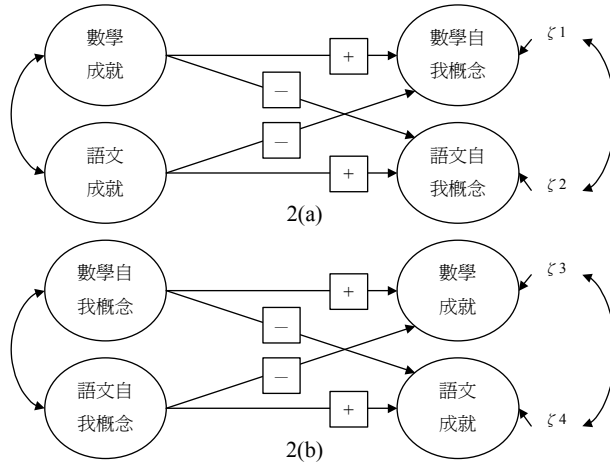 數學
成就
+
數學自
我概念
ζ1
－
－
語文
成就
+
語文自
我概念
ζ2
2(a)
數學自
我概念
+
數學
成就
ζ3
－
－
語文自
我概念
+
語文
成就
ζ4
2(b)